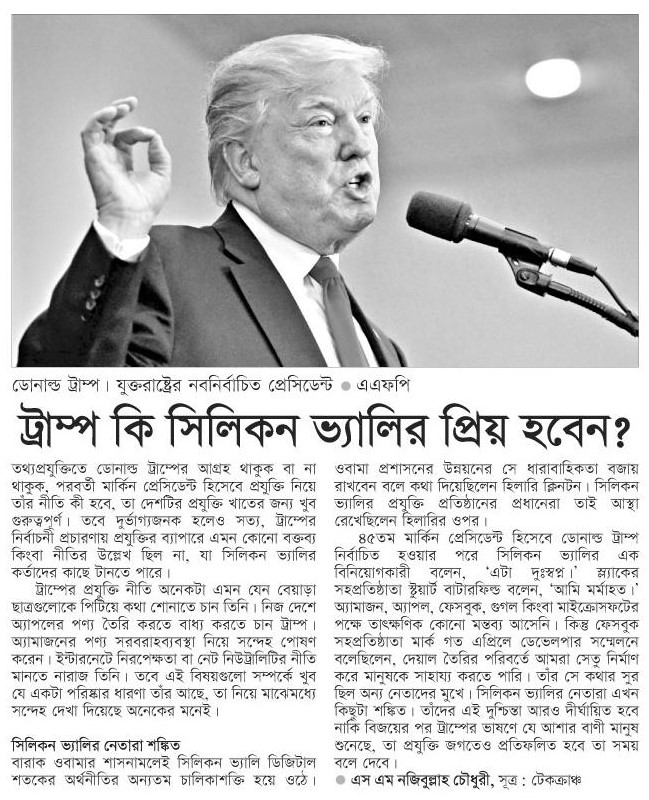 ডোনাল্ড ট্রাম্প। যুক্তরাষ্ট্রের নবনির্বাচিত প্রেসিডেন্ট ● এএফপি
ট্রাম্প কি সিলিকন ভ্যালির প্রিয় হবেন?
তথ্যপ্রযুক্তিতে ডোনাল্ড ট্রাম্পের আগ্রহ থাকুক বা না
থাকুক, পরবর্তী মার্কিন প্রেসিডেন্ট হিসেবে প্রযুক্তি নিয়ে
তাঁর নীতি কী হবে, তা দেশটির প্রযুক্তি খাতের জন্য খুব
গুরুত্বপূর্ণ। তবে দুর্ভাগ্যজনক হলেও সত্য, ট্রাম্পের
নির্বাচনী প্রচারণায় প্রযুক্তির ব্যাপারে এমন কোনো বক্তব্য
কিংবা নীতির উল্লেখ ছিল না, যা সিলিকন ভ্যালির
কর্তাদের কাছে টানতে পারে।
ট্রাম্পের প্রযুক্তি নীতি অনেকটা এমন যেন বেয়াড়া
ছাত্রগুলোকে পিটিয়ে কথা শোনাতে চান তিনি। নিজ দেশে
অ্যাপলের পণ্য তৈরি করতে বাধ্য করতে চান ট্রাম্প।
অ্যামাজনের পণ্য সরবরাহব্যবস্থা নিয়ে সন্দেহ পোষণ
করেন। ইন্টারনেটে নিরপেক্ষতা বা নেট নিউট্রালিটির নীতি
মানতে নারাজ তিনি। তবে এই বিষয়গুলো সম্পর্কে খুব
যে একটা পরিষ্কার ধারণা তাঁর আছে, তা নিয়ে মাঝেমধ্যে
সন্দেহ দেখা দিয়েছে অনেকের মনেই।
সিলিকন ভ্যালির নেতারা শঙ্কিত
বারাক ওবামার শাসনামলেই সিলিকন ভ্যালি ডিজিটাল
শতকের অর্থনীতির অন্যতম চালিকাশক্তি হয়ে ওঠে।
ওবামা প্রশাসনের উন্নয়নের সে ধারাবাহিকতা বজায়
রাখবেন বলে কথা দিয়েছিলেন হিলারি ক্লিনটন। সিলিকন
ভ্যালির প্রযুক্তি প্রতিষ্ঠানের প্রধানেরা তাই আস্থা
রেখেছিলেন হিলারির ওপর।
৪৫তম মার্কিন প্রেসিডেন্ট হিসেবে ডোনাল্ড ট্রাম্প
নির্বাচিত হওয়ার পরে সিলিকন ভ্যালির এক
বিনিয়োগকারী বলেন, ‘এটা দুঃস্বপ্ন।’ স্ল্যাকের
সহপ্রতিষ্ঠাতা স্টুয়ার্ট বাটারফিল্ড বলেন, ‘আমি মর্মাহত।’
অ্যামাজন, অ্যাপল, ফেসবুক, গুগল কিংবা মাইক্রোসফটের
পক্ষে তাৎক্ষণিক কোনো মন্তব্য আসেনি। কিন্তু ফেসবুক
সহপ্রতিষ্ঠাতা মার্ক গত এপ্রিলে ডেভেলপার সম্মেলনে
বলেছিলেন, দেয়াল তৈরির পরিবর্তে আমরা সেতু নির্মাণ
করে মানুষকে সাহায্য করতে পারি। তাঁর সে কথার সুর
ছিল অন্য নেতাদের মুখে। সিলিকন ভ্যালির নেতারা এখন
কিছুটা শঙ্কিত। তাঁদের এই দুশ্চিন্তা আরও দীর্ঘায়িত হবে
নাকি বিজয়ের পর ট্রাম্পের ভাষণে যে আশার বাণী মানুষ
শুনেছে, তা প্রযুক্তি জগতেও প্রতিফলিত হবে তা সময়
বলে দেবে।
● এস এম নজিবুল্লাহ চৌধুরী, সূত্র : টেকক্রাঞ্চ